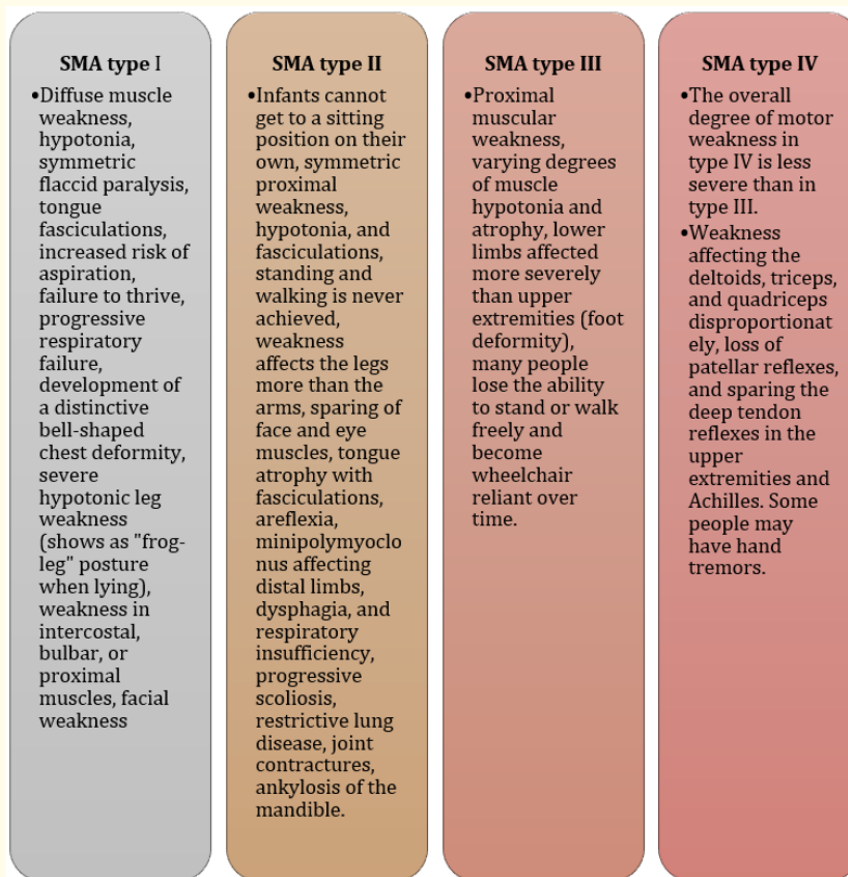 SMA type I
•Diffuse muscle
weakness,
hypotonia,
symmetric
flaccid paralysis,
tongue
fasciculations,
increased risk of
aspiration,
failure to thrive,
progressive
respiratory
failure,
development of
a distinctive
bell-shaped
chest deformity,
severe
hypotonic leg
weakness
(shows as "frog-
leg" posture
when lying),
weakness in
intercostal,
bulbar, or
proximal
muscles, facial
weakness
SMA type II
•Infants cannot
get to a sitting
position on their
own, symmetric
proximal
weakness,
hypotonia, and
fasciculations,
standing and
walking is never
achieved,
weakness
affects the legs
more than the
arms, sparing of
face and eye
muscles, tongue
atrophy with
fasciculations,
areflexia,
minipolymyoclo
nus affecting
distal limbs,
dysphagia, and
respiratory
insufficiency,
progressive
scoliosis,
restrictive lung
disease, joint
contractures,
ankylosis of the
mandible.
SMA type III
•Proximal
muscular
weakness,
varying degrees
of muscle
hypotonia and
atrophy, lower
limbs affected
more severely
than upper
extremities (foot
deformity),
many people
lose the ability
to stand or walk
freely and
become
wheelchair
reliant over
time.
SMA type IV
•The overall
degree of motor
weakness in
type IV is less
severe than in
type III.
•Weakness
affecting the
deltoids, triceps,
and quadriceps
disproportionat
ely, loss of
patellar reflexes,
and sparing the
deep tendon
reflexes in the
upper
extremities and
Achilles. Some
people may
have hand
tremors.